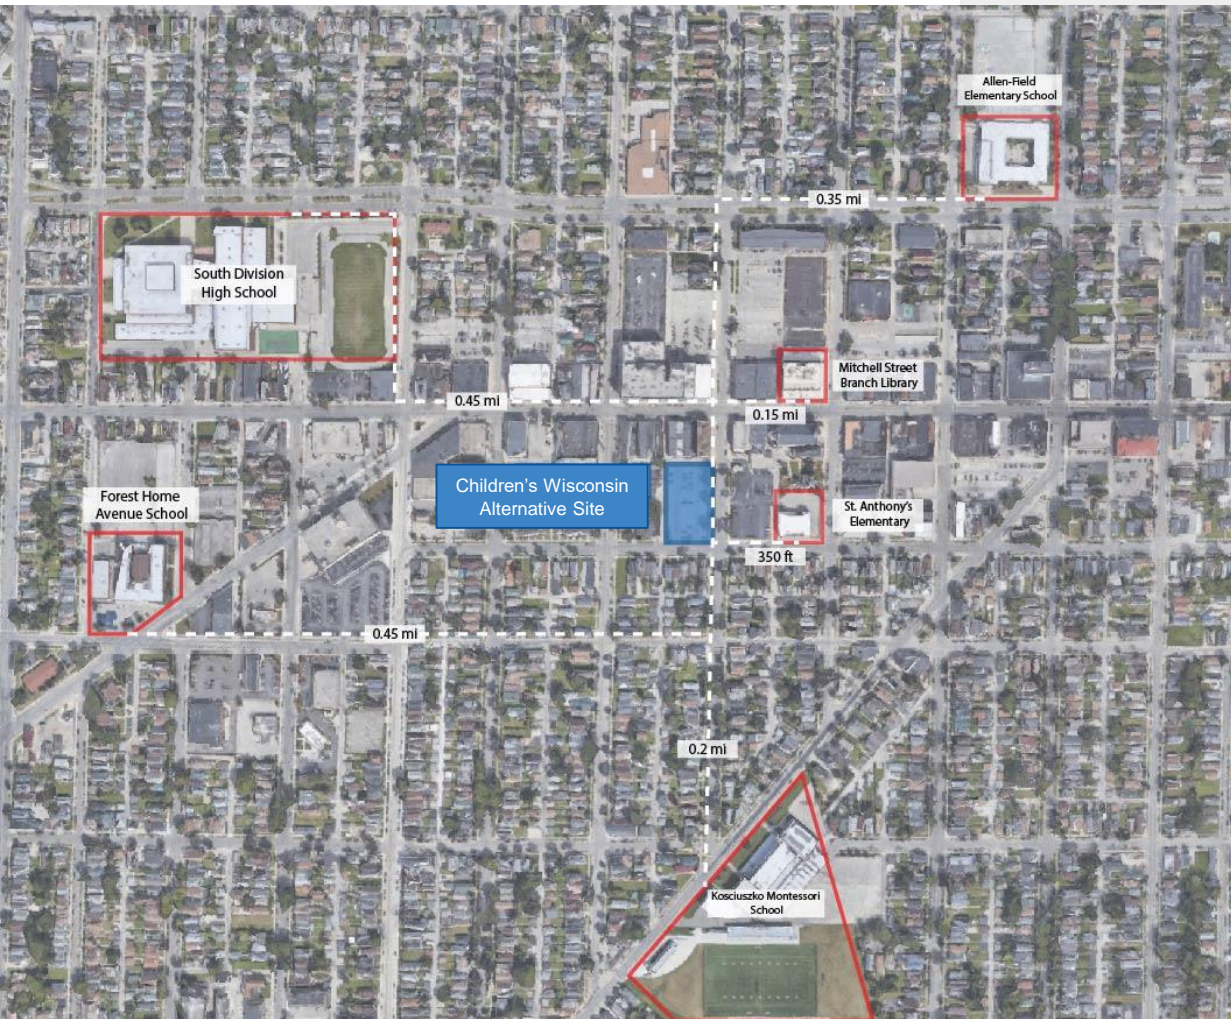 Allen-Field
Elementary School
0.35 mi
South Division
High School
Mitchell Street
Branch Library
0.45 mi
0.15 mi
Children's Wisconsin
Alternative Site
Forest Home
Avenue School
St. Anthony's
Elementary
350 ft
0.45 mi
0.2 mi
Kosciuszko Montessori
School